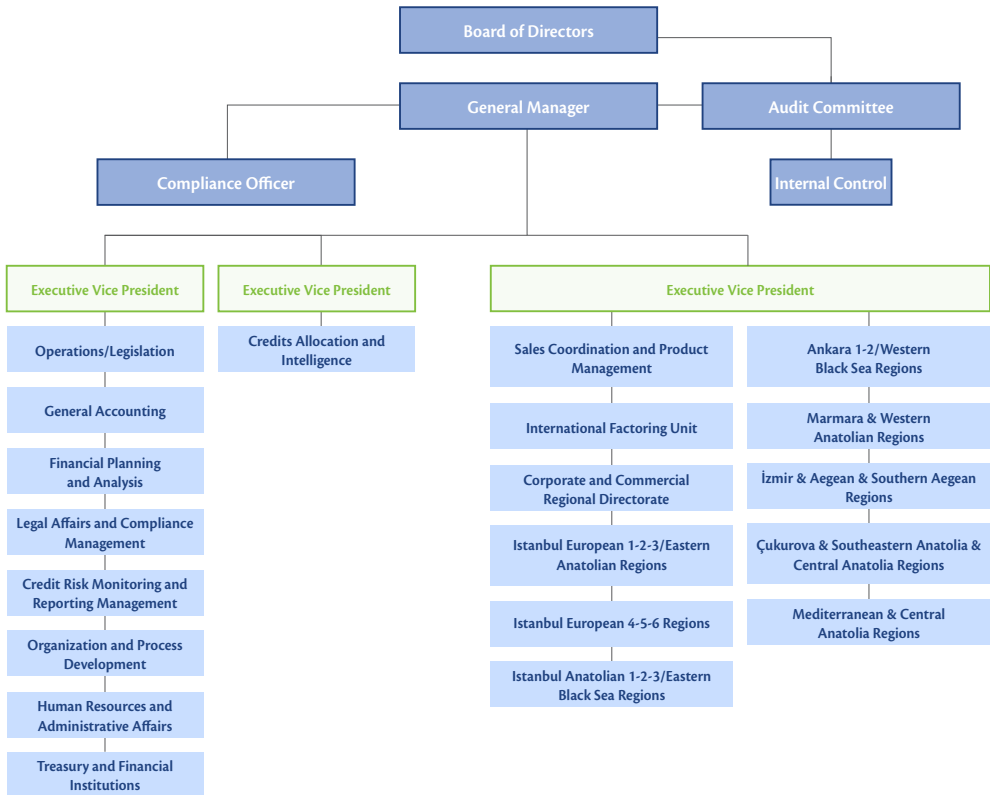 Board of Directors
General Manager
Audit Committee
Compliance Officer
Internal Control
Executive Vice President
Executive Vice President
Executive Vice President
Operations/Legislation
General Accounting
Financial Planning
and Analysis
Legal Affairs and Compliance
Management
Credit Risk Monitoring and
Reporting Management
Organization and Process
Development
Human Resources and
Administrative Affairs
Treasury and Financial
Institutions
Credits Allocation and
Intelligence
Sales Coordination and Product
Management
International Factoring Unit
Corporate and Commercial
Regional Directorate
Istanbul European 1-2-3/Eastern
Anatolian Regions
Istanbul European 4-5-6 Regions
Istanbul Anatolian 1-2-3/Eastern
Black Sea Regions
Ankara 1-2/Western
Black Sea Regions
Marmara & Western
Anatolian Regions
İzmir & Aegean & Southern Aegean
Regions
Çukurova & Southeastern Anatolia &
Central Anatolia Regions
Mediterranean & Central
Anatolia Regions